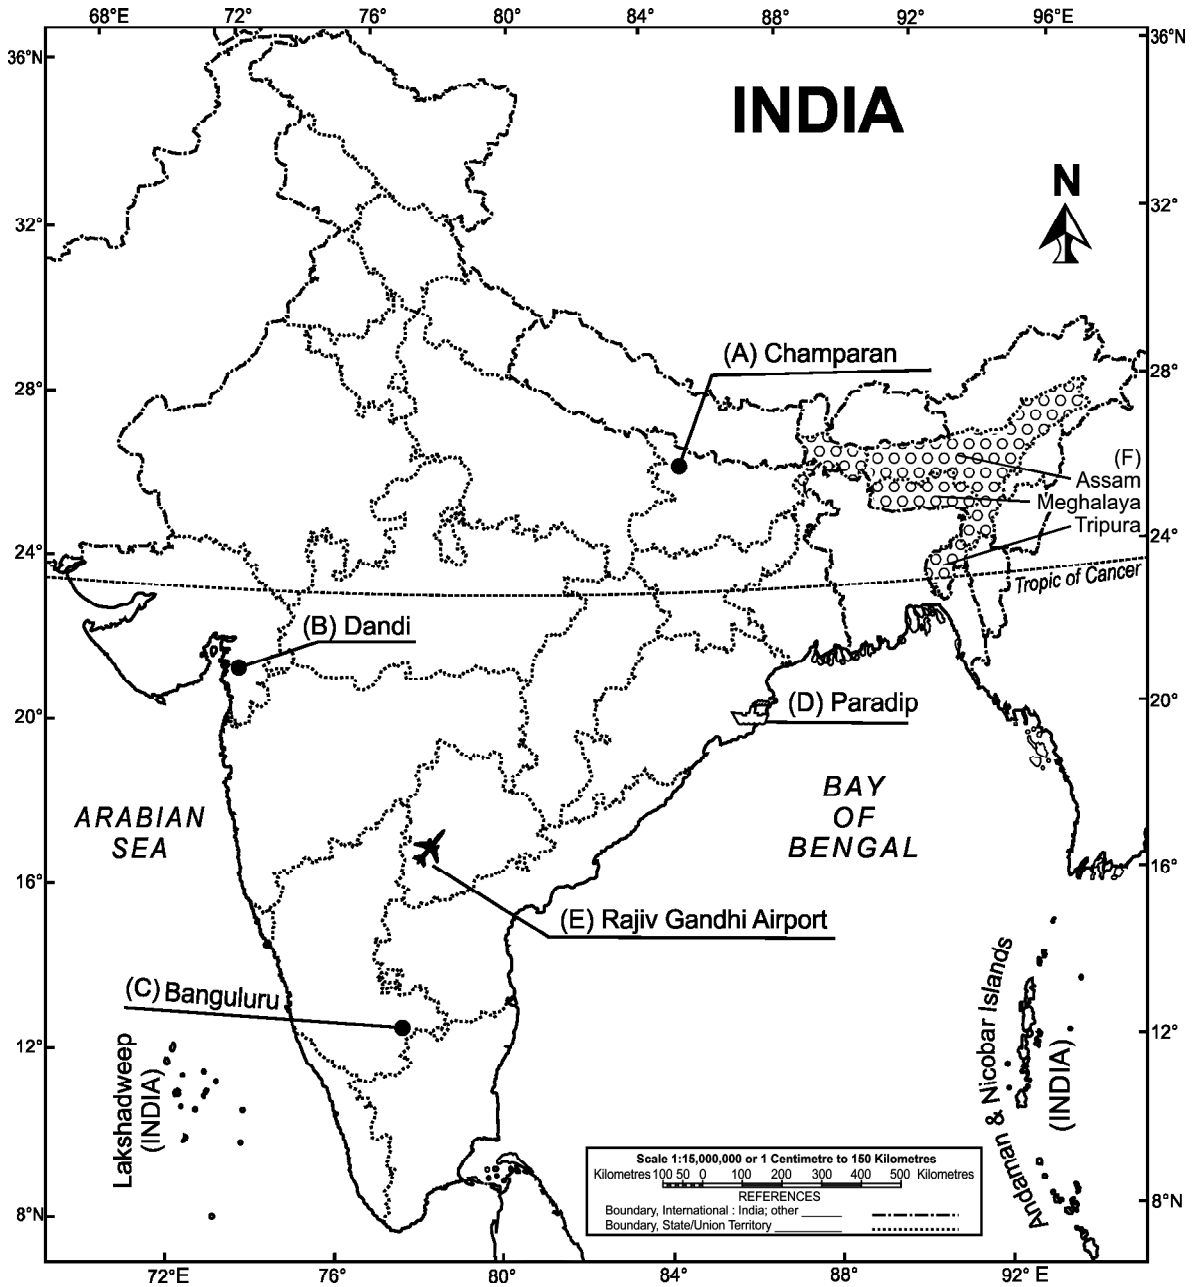 68°E 72° 76° 80° 84° 88° 92° 96°E
36°N
36°N
INDIA
N
32°
32°
(A) Champaran
28°
28°
(F)
Assam
Meghalaya
Tripura
24°
24°
Tropic of Cancer
(B) Dandi
20°
20°
(D) Paradip
ARABIAN
SEA
BAY
OF
BENGAL
16°
16°
(E) Rajiv Gandhi Airport
(C) Banguluru
12°
12°
Lakshadweep
(INDIA)
Andaman & Nicobar Islands
(INDIA)
Scale 1:15,000,000 or 1 Centimetre to 150 Kilometres
Kilometres 100 50 0 100 200 300 400 500 Kilometres
REFERENCES
Boundary, International : India; other
Boundary, State/Union Territory
8°N
8°N
72°E 76° 80° 84° 88° 92° E